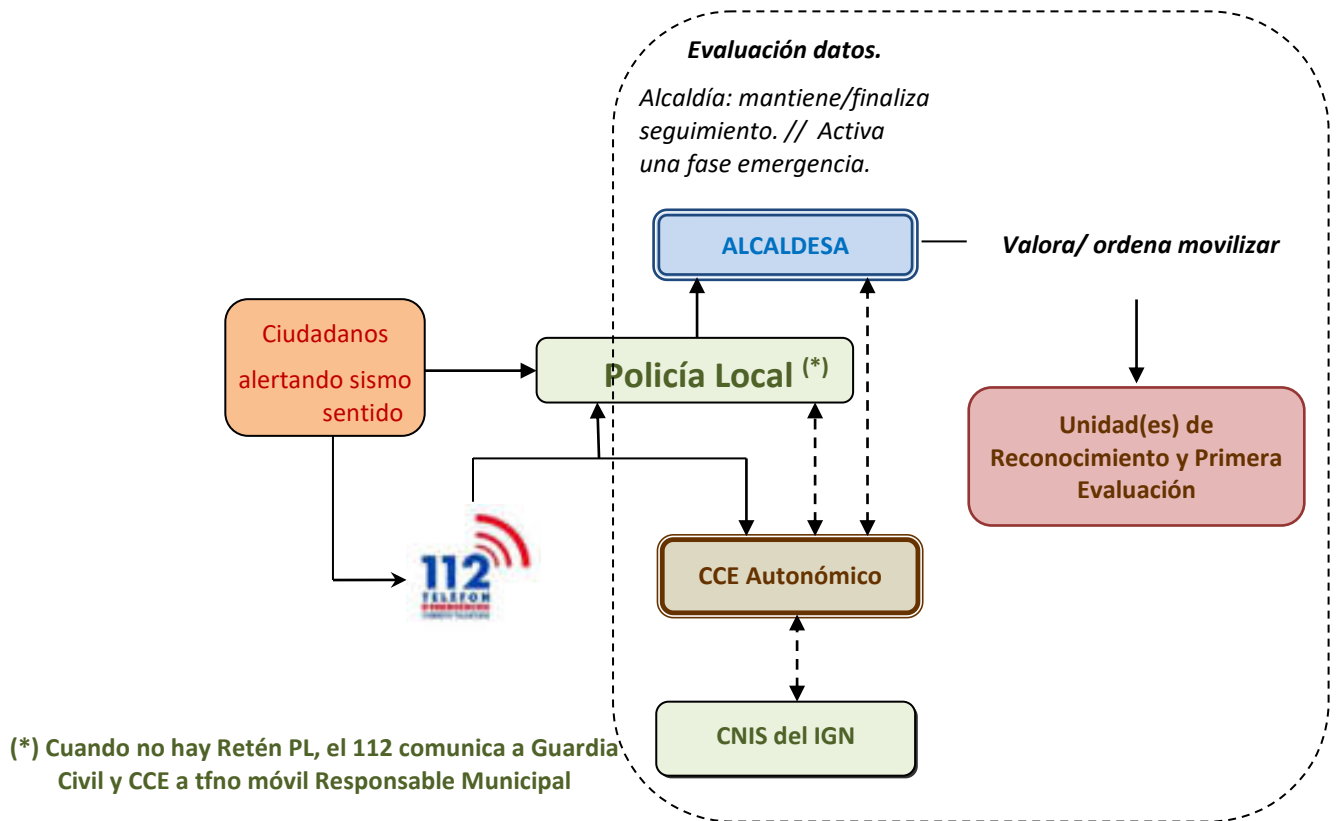 Evaluación datos.
Alcaldía: mantiene/finaliza
seguimiento. // Activa
una fase emergencia.
ALCALDESA
Valora/ ordena movilizar
Ciudadanos
alertando sismo
sentido
Policía Local (*)
Unidad(es) de
Reconocimiento y Primera
Evaluación
112
TELÈFON
CCE Autonómico
CNIS del IGN
(*) Cuando no hay Retén PL, el 112 comunica a Guardia
Civil y CCE a tfno móvil Responsable Municipal